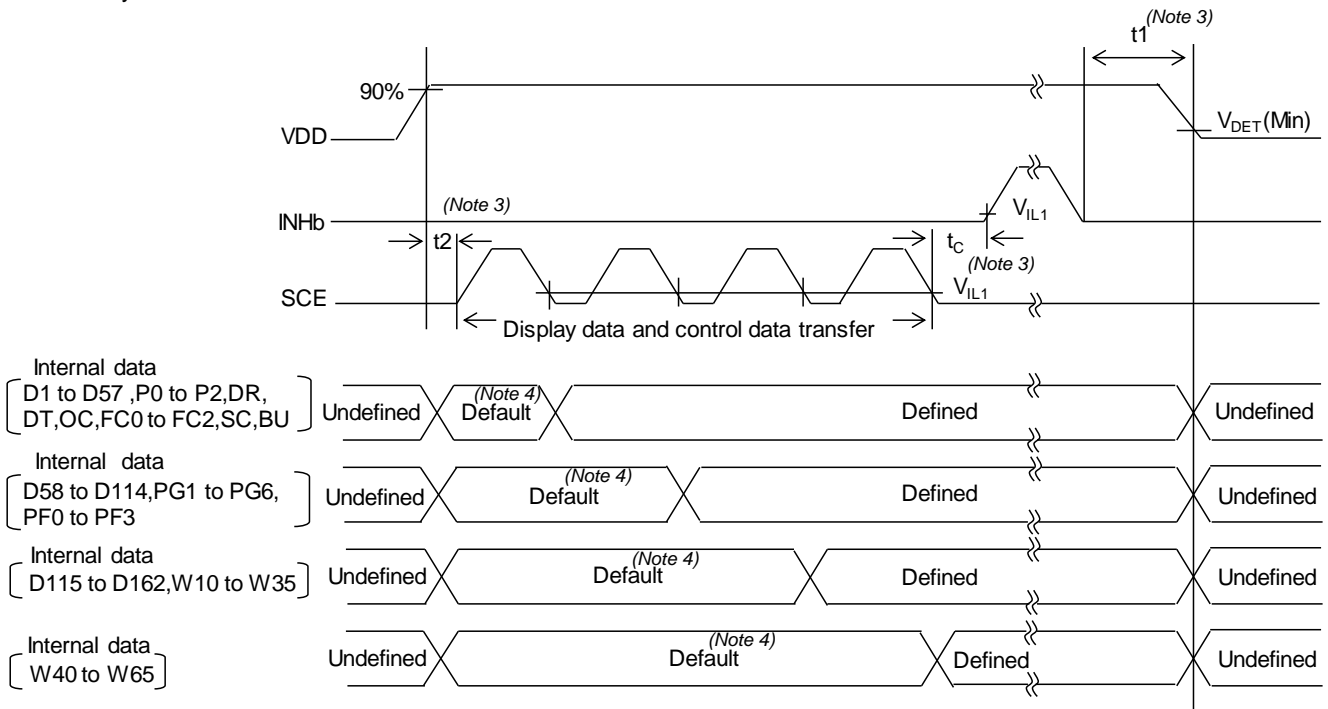 t1(Note 3)
90%
VDD
VDET(Min)
(Note 3)
INHb
VIL1
t2
tC
(Note 3)
VIL1
SCE
Display data and control data transfer
Internal data
D1 to D57 ,P0 to P2,DR,
DT,OC,FC0 to FC2,SC,BU
Undefined
(Note 4)
Default
Defined
Undefined
Internal data
D58 to D114,PG1 to PG6,
PF0 to PF3
Undefined
(Note 4)
Default
Defined
Undefined
Internal data
D115 to D162,W10 to W35
Undefined
(Note 4)
Default
Defined
Undefined
Internal data
W40 to W65
Undefined
(Note 4)
Default
Defined
Undefined